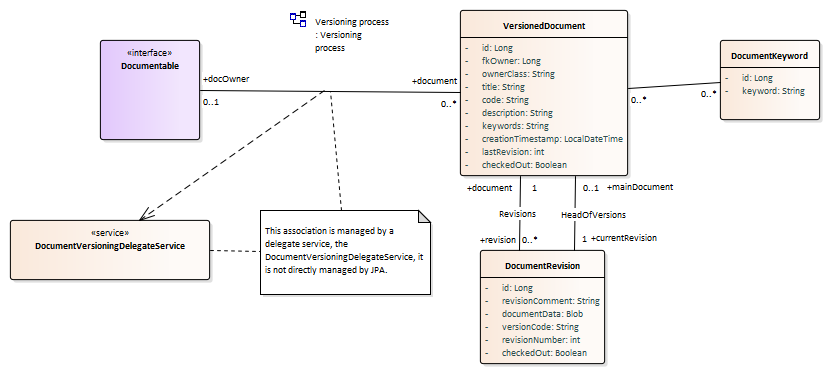 Versioning process
: Versioning
process
«interface»
Documentable
+docOwner
0..1
+document
0..*
VersionedDocument
- id: Long
- fkOwner: Long
- ownerClass: String
- title: String
- code: String
- description: String
- keywords: String
- creationTimestamp: LocalDateTime
- lastRevision: int
- checkedOut: Boolean
0..*
0..*
DocumentKeyword
- id: Long
- keyword: String
+document
1
0..1
+mainDocument
Revisions
HeadOfVersions
+revision
0..*
1
+currentRevision
«service»
DocumentVersioningDelegateService
This association is managed by a
delegate service, the
DocumentVersioningDelegateService, it
is not directly managed by JPA.
DocumentRevision
- id: Long
- revisionComment: String
- documentData: Blob
- versionCode: String
- revisionNumber: int
- checkedOut: Boolean